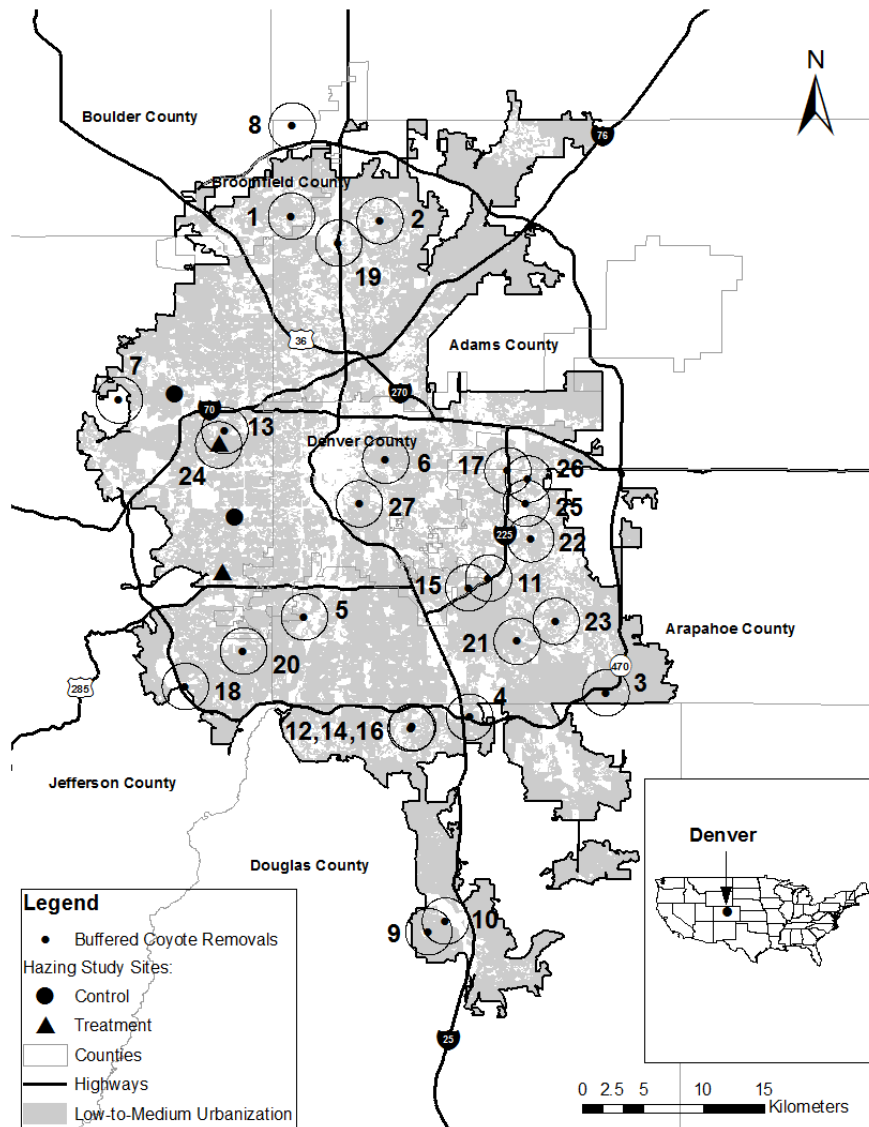 N
Boulder County
8
76
Broomfield County
1
2
19
36
Adams County
7
270
70
13
Denver County
24
6
17
26
27
25
225
22
15
11
5
23
21
Arapahoe County
20
470
18
285
3
4
12,14,16
Jefferson County
Denver
Douglas County
Legend
10
9
Buffered Coyote Removals
Hazing Study Sites:
Control
Treatment
25
Counties
Highways
0 2.5 5 10 15
Kilometers
Low-to-Medium Urbanization